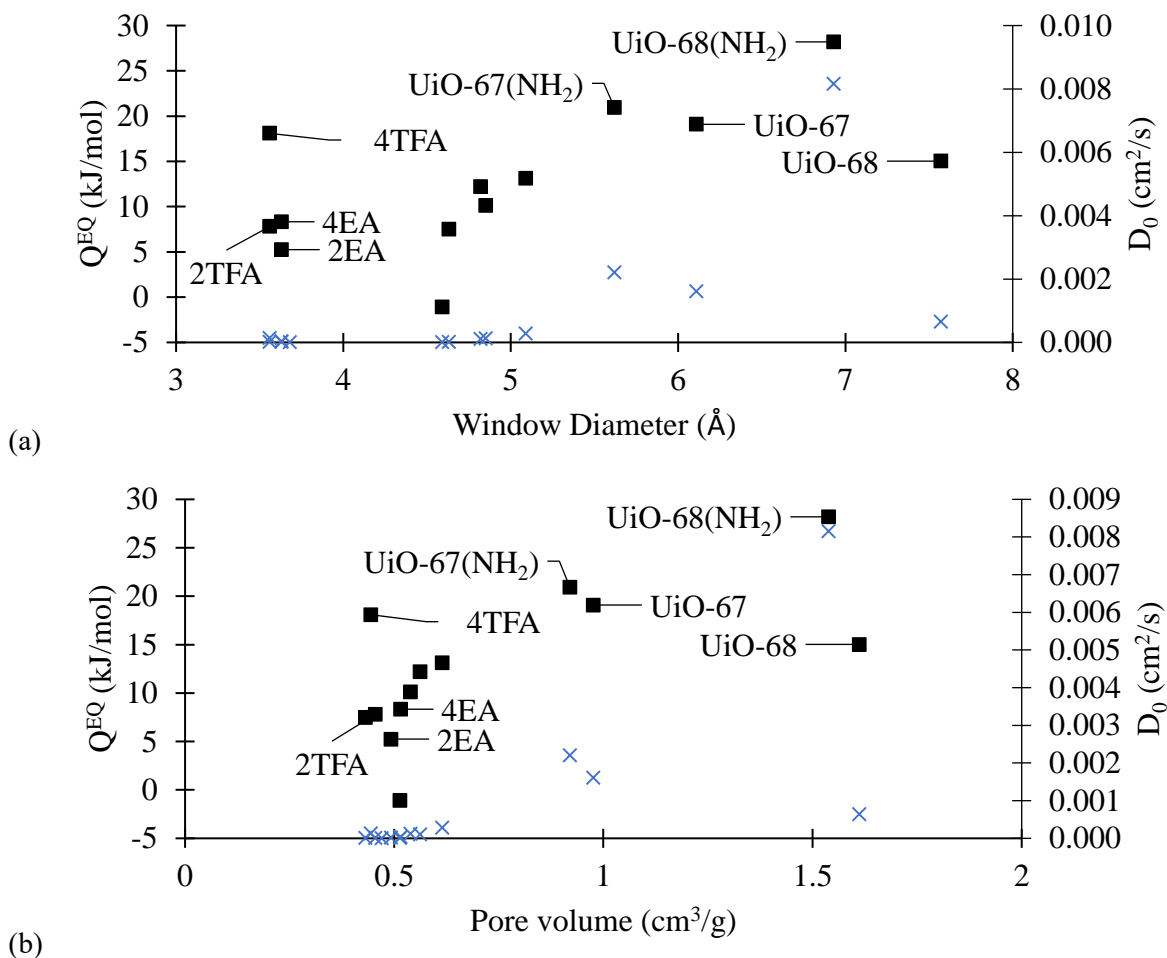 30
25
20
15
10
5
0
-5
Q^EQ (kJ/mol)
0.010
0.008
0.006
0.004
0.002
0.000
D₀ (cm²/s)
UiO-68(NH₂)
UiO-67(NH₂)
4TFA
UiO-67
UiO-68
4EA
2EA
2TFA
3 4 5 6 7 8
Window Diameter (Å)
(a)
30
25
20
15
10
5
0
-5
Q^EQ (kJ/mol)
0.009
0.008
0.007
0.006
0.005
0.004
0.003
0.002
0.001
0.000
D₀ (cm²/s)
UiO-68(NH₂)
UiO-67(NH₂)
4TFA
UiO-67
UiO-68
4EA
2EA
2TFA
0 0.5 1 1.5 2
Pore volume (cm³/g)
(b)